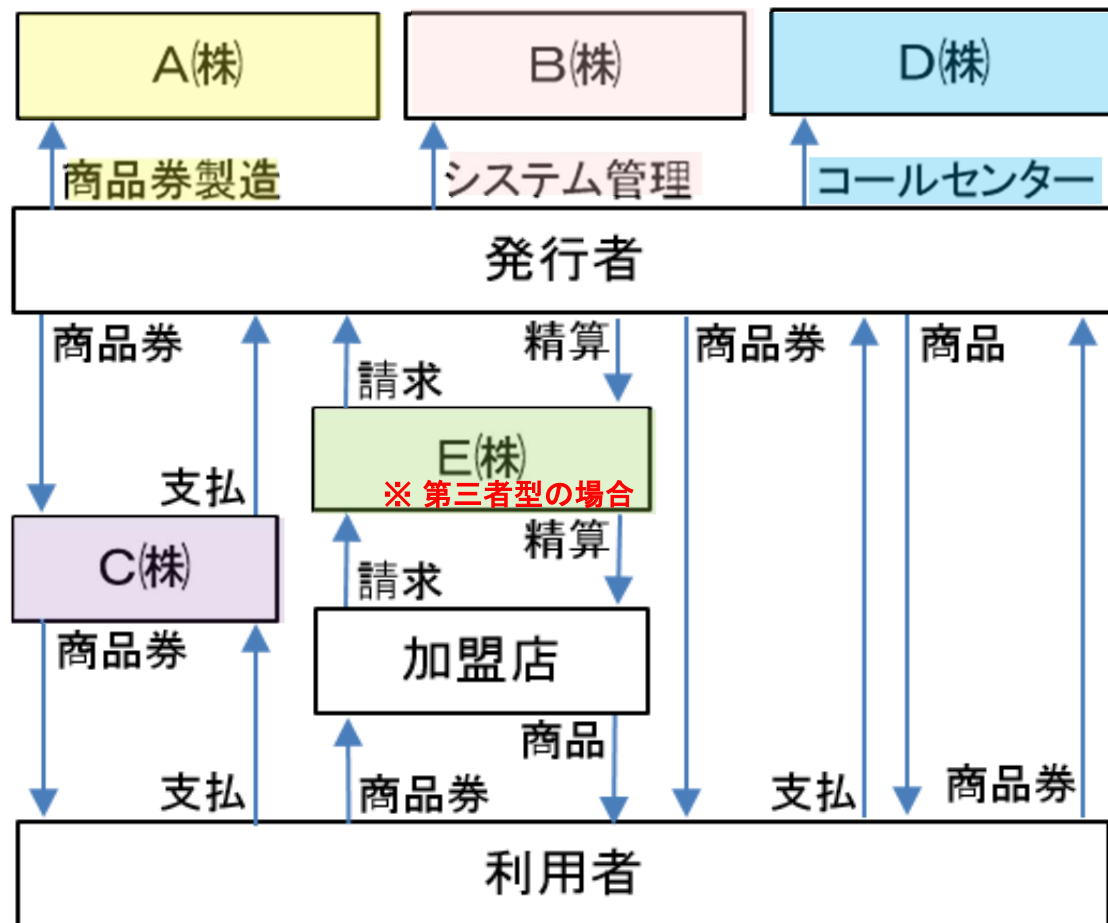 A㈱
B㈱
D㈱
商品券製造
システム管理
コールセンター
発行者
商品券
精算
商品券
商品
請求
E㈱
※ 第三者型の場合
支払
精算
C㈱
請求
商品券
加盟店
商品
支払
商品券
支払
商品券
利用者